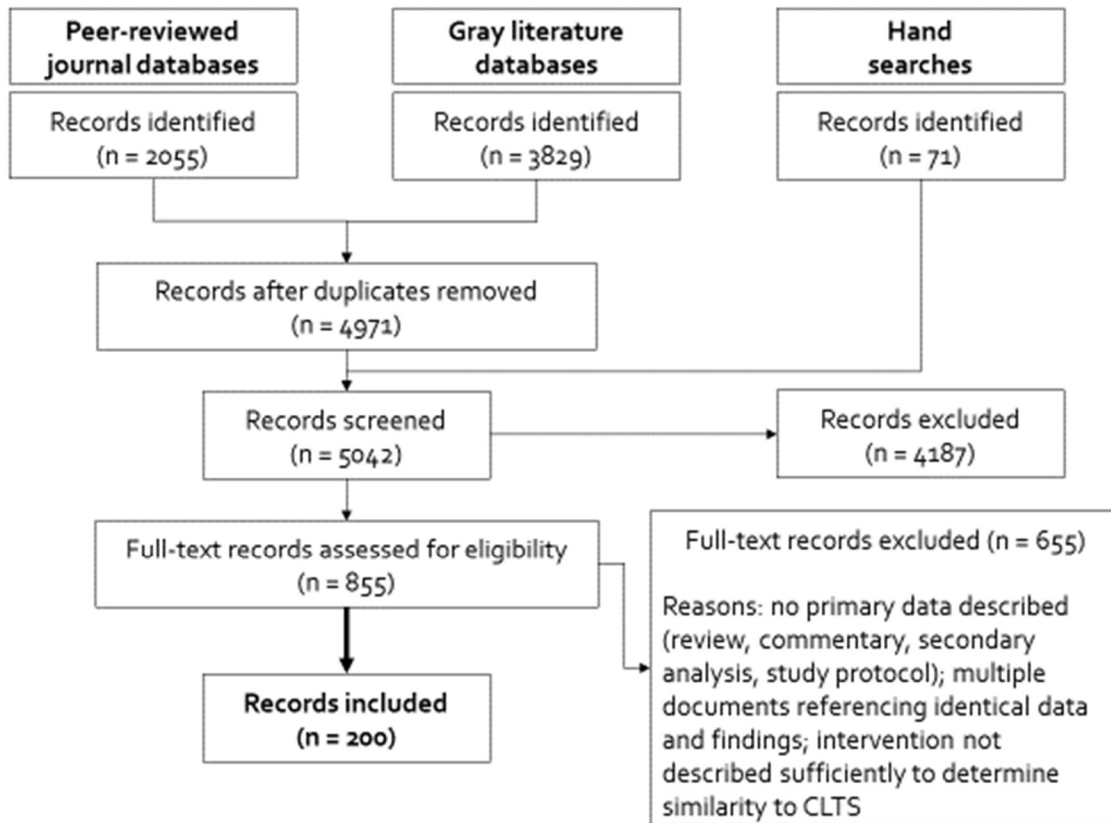 Peer-reviewed
journal databases
Gray literature
databases
Hand
searches
Records identified
(n = 2055)
Records identified
(n = 3829)
Records identified
(n = 71)
Records after duplicates removed
(n = 4971)
Records screened
(n = 5042)
Records excluded
(n = 4187)
Full-text records assessed for eligibility
(n = 855)
Full-text records excluded (n = 655)
Reasons: no primary data described
(review, commentary, secondary
analysis, study protocol); multiple
documents referencing identical data
and findings; intervention not
described sufficiently to determine
similarity to CLTS
Records included
(n = 200)